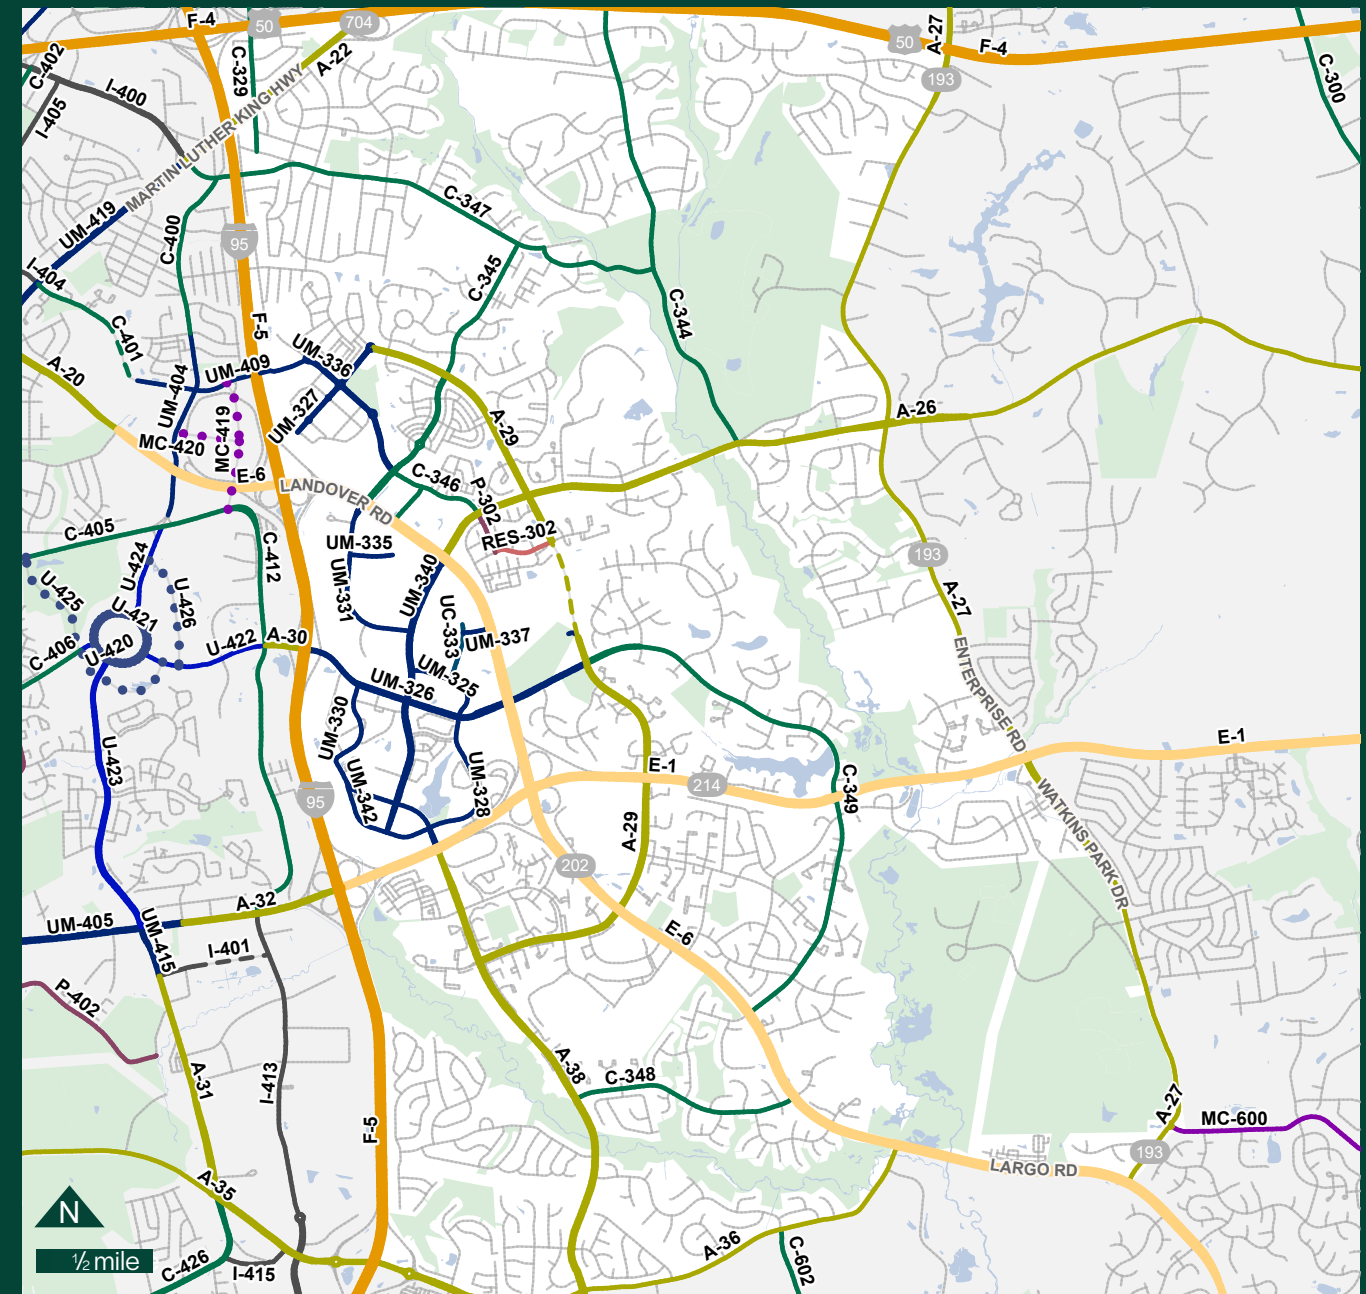 F-4
50
704
A-22
C-329
C-402
I-400
I-405
A-27
50
F-4
193
C-300
MARTIN LUTHER KING HWY
UM-419
C-400
I-404
95
C-347
C-345
C-344
C-401
F-5
UM-336
UM-409
A-20
UM-404
UM-327
MC-419
MC-420
E-6
A-29
A-26
LANDOVER RD
C-346
P-302
RES-302
C-405
C-412
U-424
U-425
U-426
U-421
U-420
C-406
U-422
A-30
UM-335
UM-331
UM-340
UC-333
UM-337
UM-325
UM-326
UM-330
UM-342
UM-328
193
A-27
ENTERPRISE RD
E-1
E-1
214
C-349
WATKINS PARK DR
U-423
95
A-29
202
E-6
A-32
UM-405
UM-415
I-401
P-402
A-31
I-413
F-5
A-38
C-348
A-27
MC-600
193
LARGO RD
A-35
N
½ mile
C-426
I-415
A-36
C-602